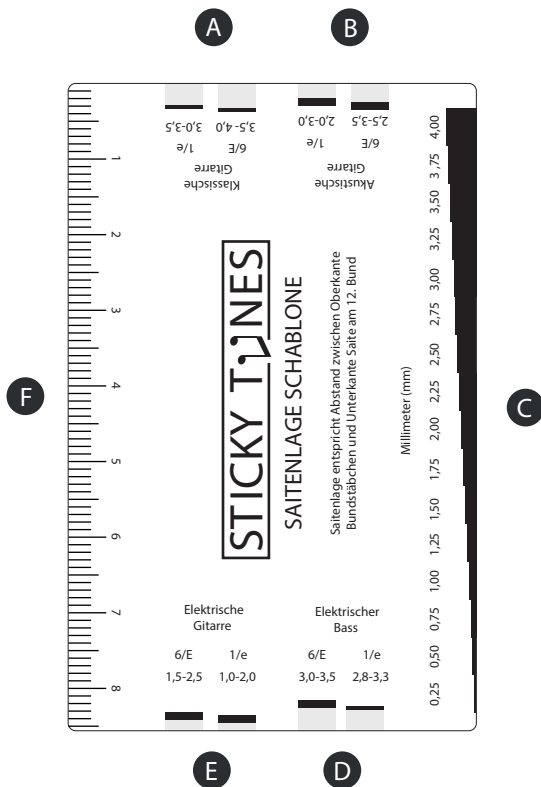 A
B
3,0-3,5
3,5- 4,0
2,0-3,0
2,5-3,5
1/e
6/E
1/e
6/E
Klassische
Gitarre
Akustische
Gitarre
STICKY TUNES
SAITENLAGE SCHABLONE
Saitenlage entspricht Abstand zwischen Oberkante
Bundstäbchen und Unterkante Saite am 12. Bund
Millimeter (mm)
0,25 0,50 0,75 1,00 1,25 1,50 1,75 2,00 2,25 2,50 2,75 3,00 3,25 3,50 3,75 4,00
C
F
1
2
3
4
5
6
7
8
Elektrische
Gitarre
6/E 1/e
1,5-2,5 1,0-2,0
Elektrischer
Bass
6/E 1/e
3,0-3,5 2,8-3,3
E
D